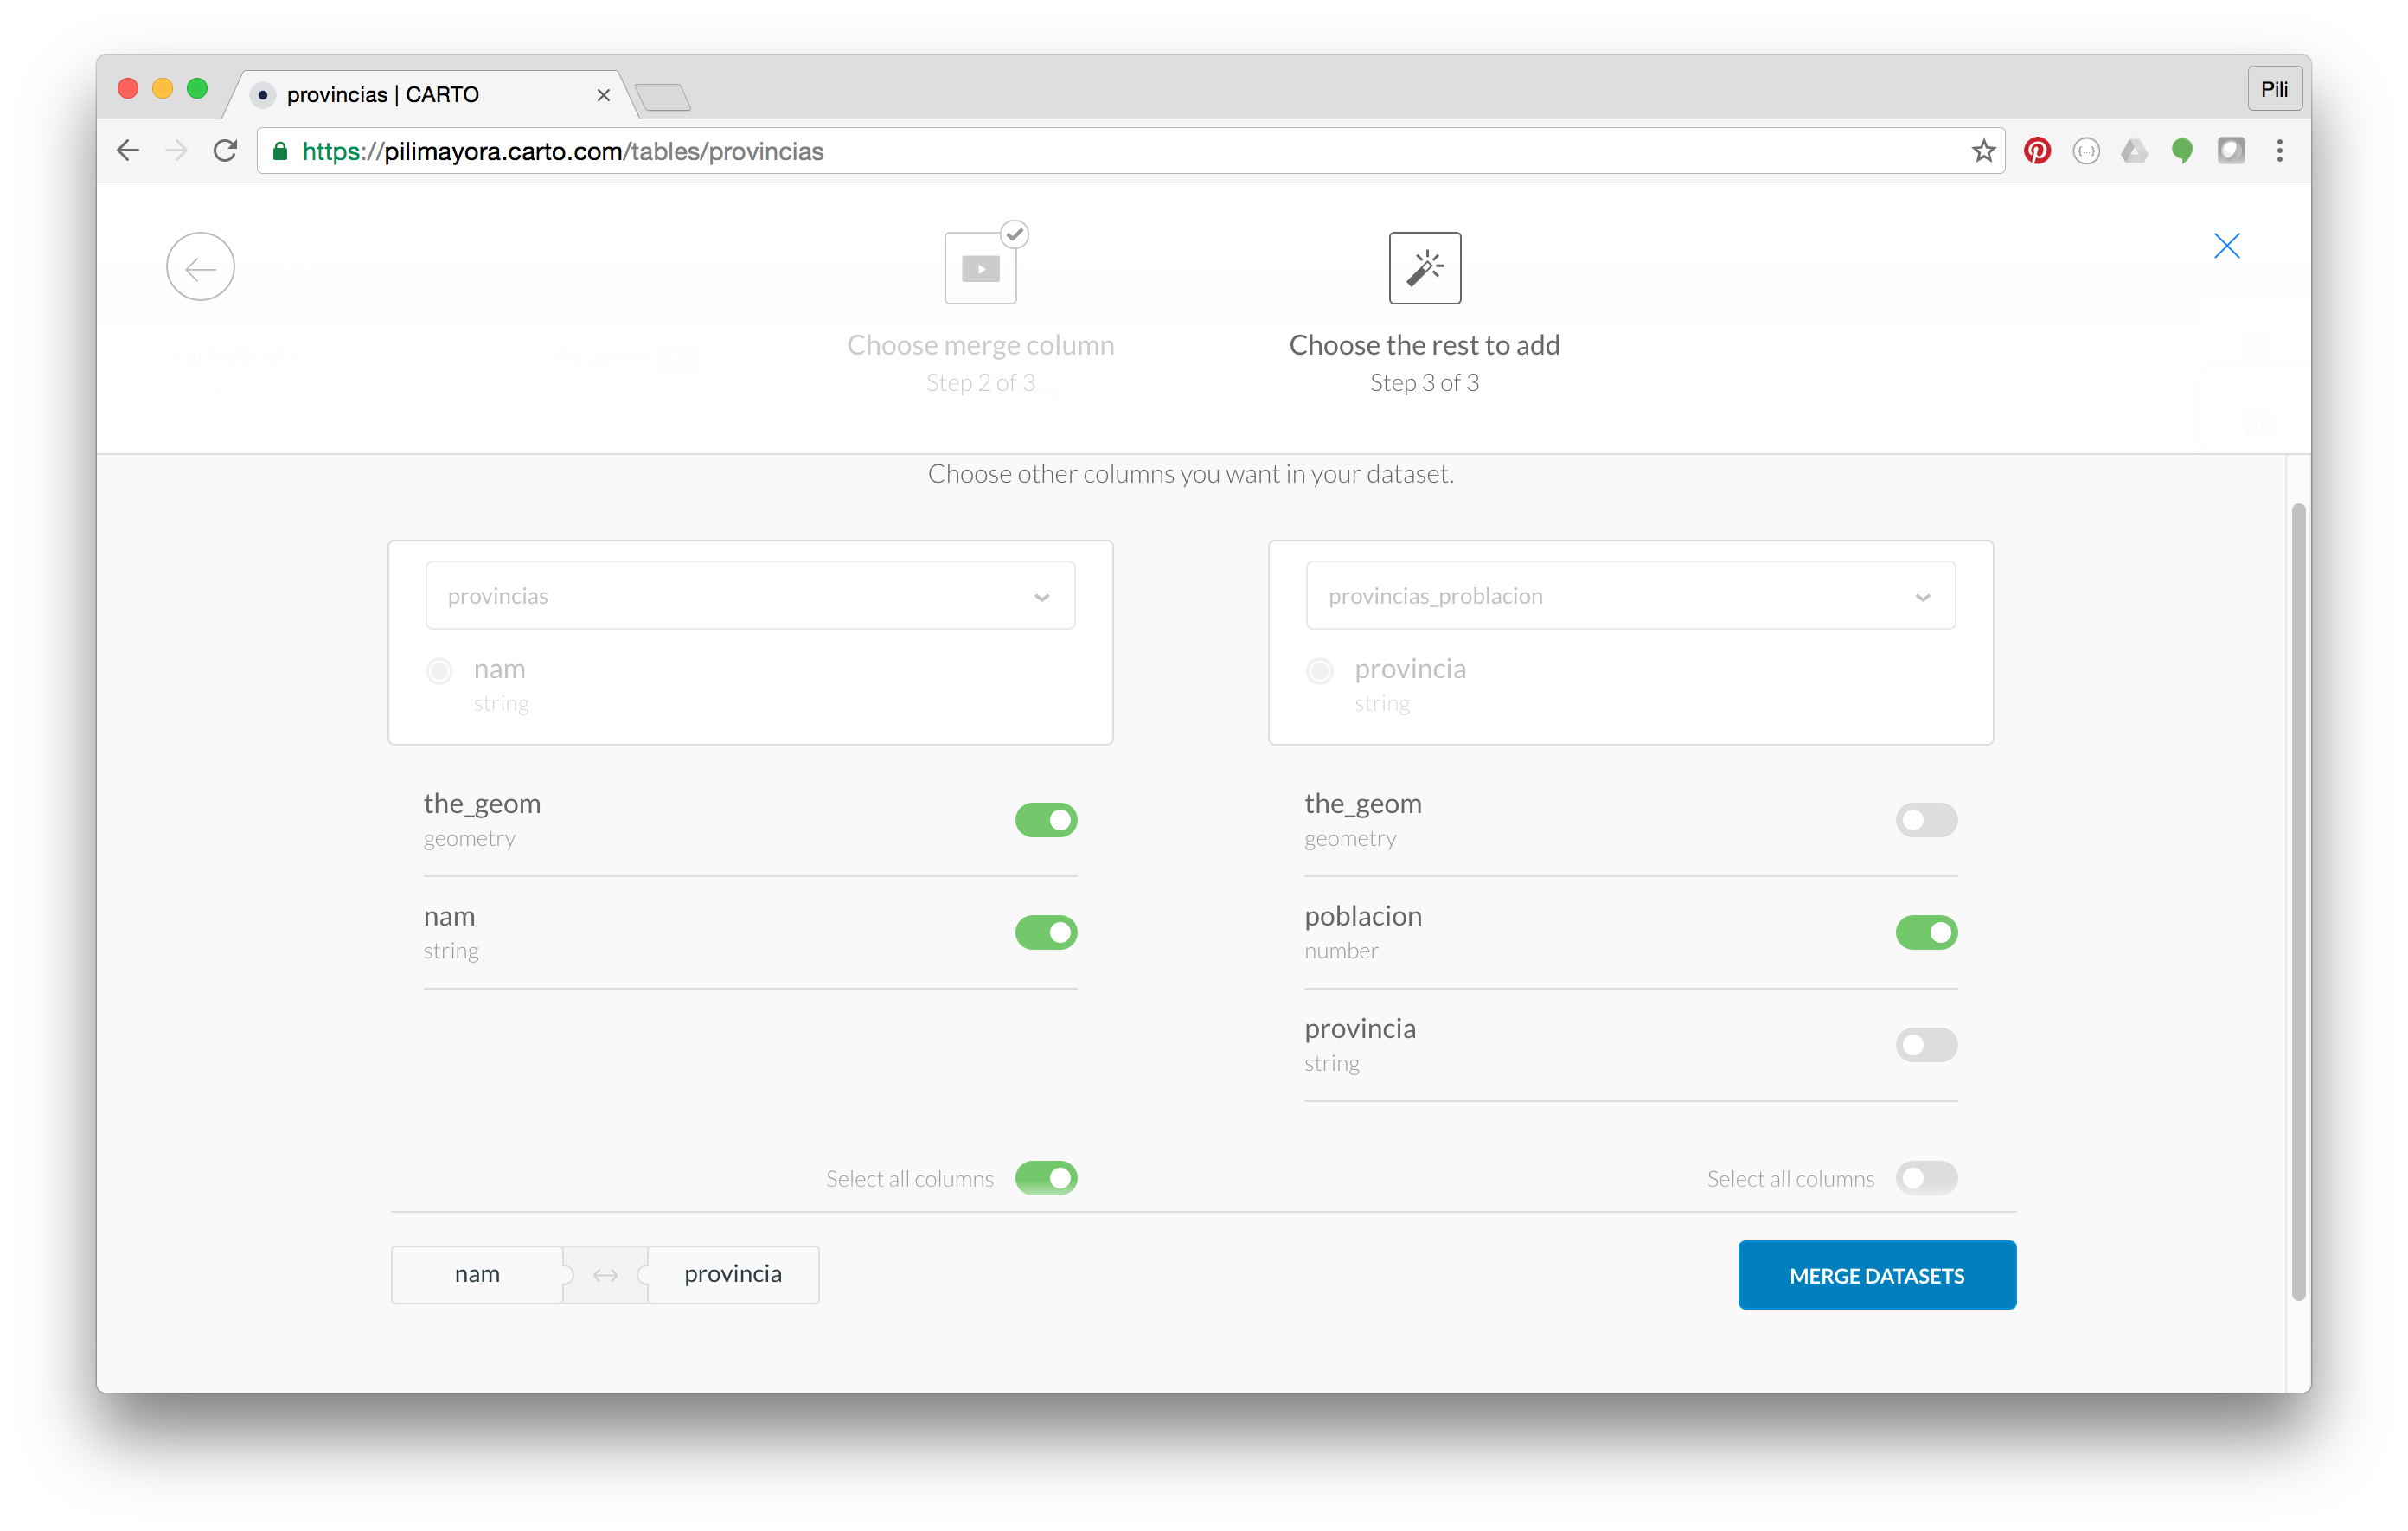 provincias | CARTO
Pili
https://pilimayora.carto.com/tables/provincias
Choose merge column
Step 2 of 3
Choose the rest to add
Step 3 of 3
Choose other columns you want in your dataset.
provincias
nam
string
provincias_problacion
provincia
string
the_geom
geometry
nam
string
Select all columns
the_geom
geometry
poblacion
number
provincia
string
Select all columns
nam
provincia
MERGE DATASETS